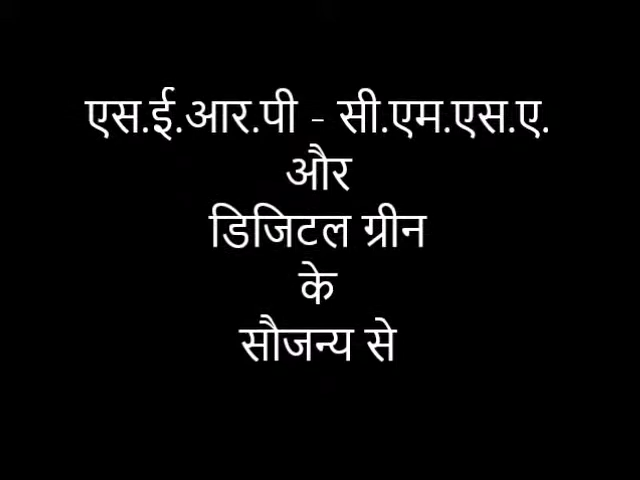 एस.ई.आर.पी - सी.एम.एस.ए.
और
डिजिटल ग्रीन
के
सौजन्य से